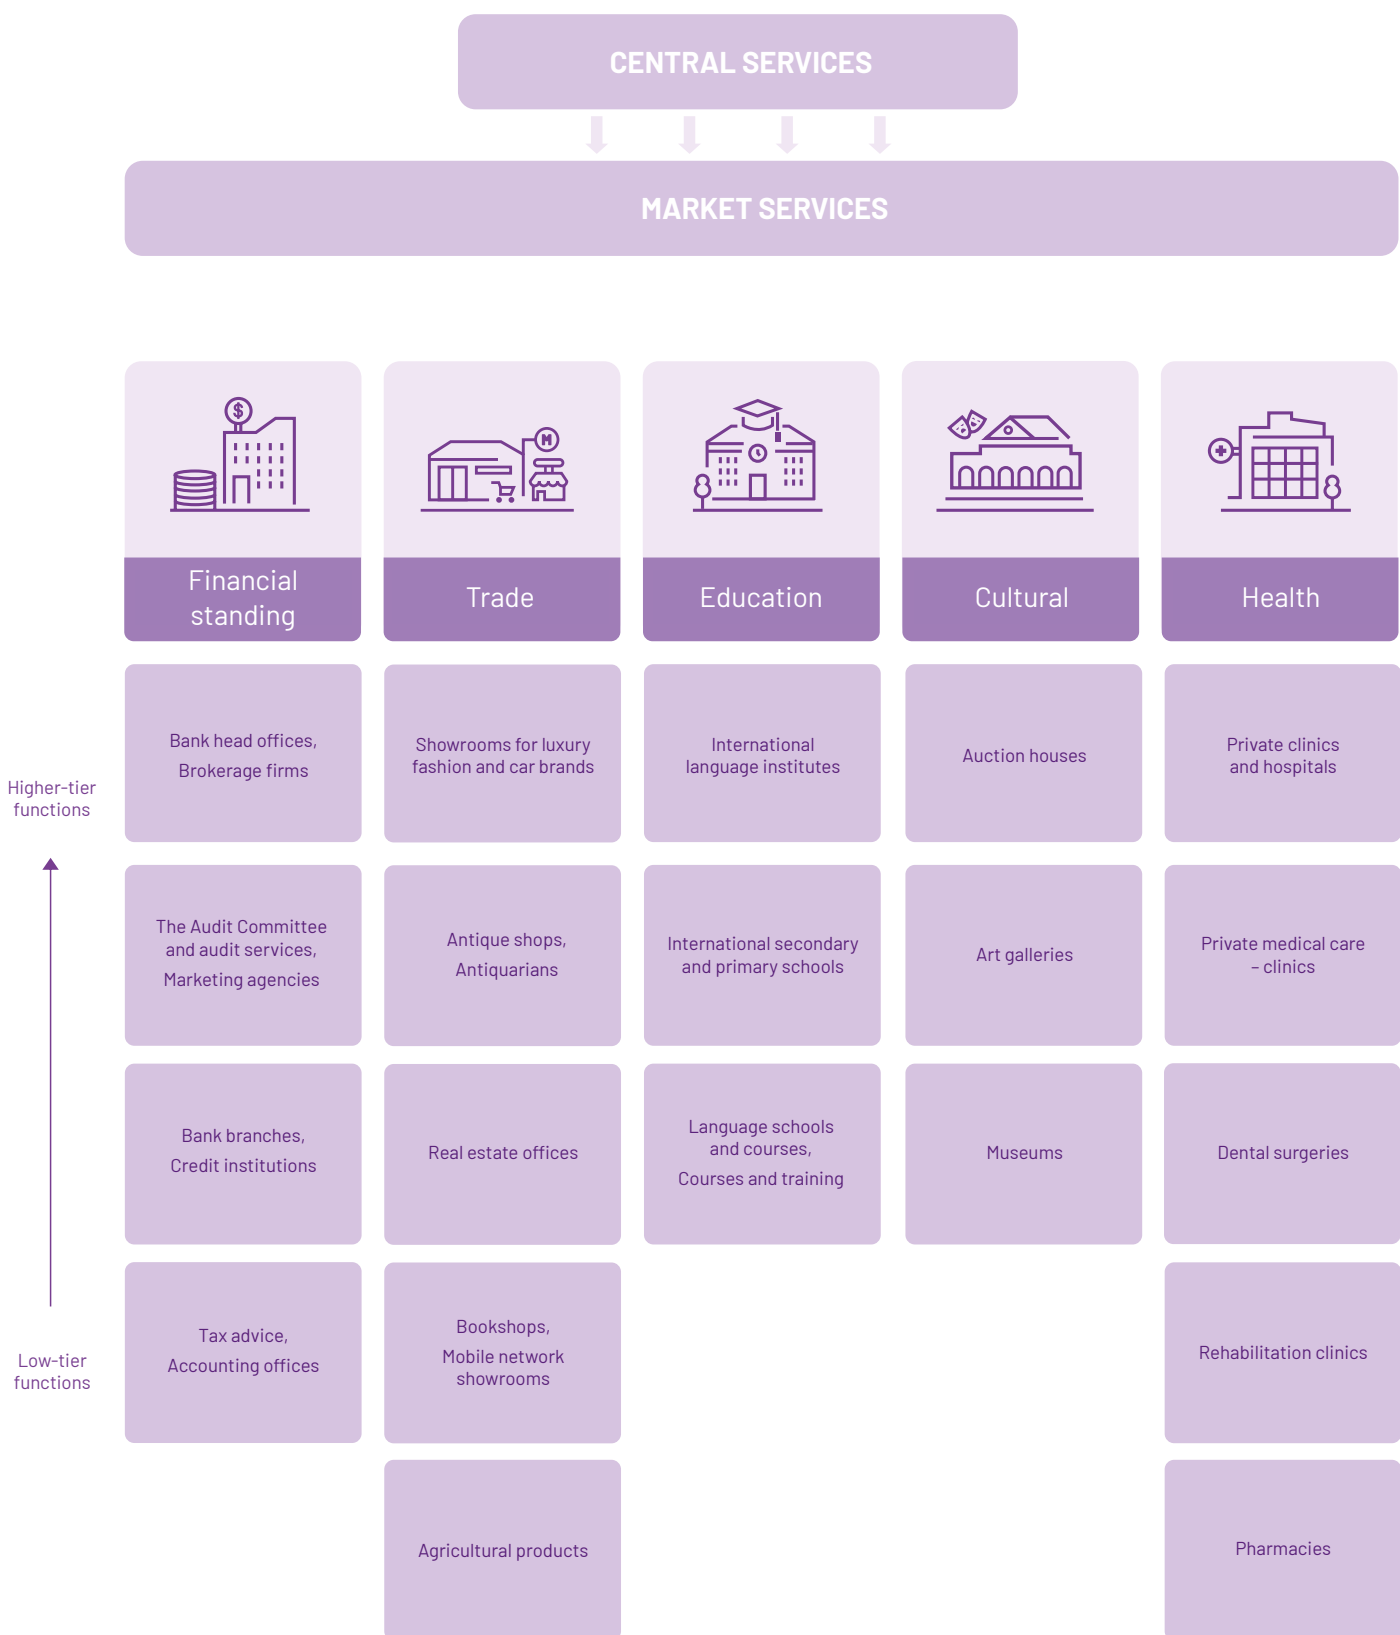 CENTRAL SERVICES
MARKET SERVICES
$
M
Financial
standing
Trade
Education
Cultural
Health
Higher-tier
functions
Low-tier
functions
Bank head offices,
Brokerage firms
Showrooms for luxury
fashion and car brands
International
language institutes
Auction houses
Private clinics
and hospitals
The Audit Committee
and audit services,
Marketing agencies
Antique shops,
Antiquarians
International secondary
and primary schools
Art galleries
Private medical care
– clinics
Bank branches,
Credit institutions
Real estate offices
Language schools
and courses,
Courses and training
Museums
Dental surgeries
Tax advice,
Accounting offices
Bookshops,
Mobile network
showrooms
Rehabilitation clinics
Agricultural products
Pharmacies